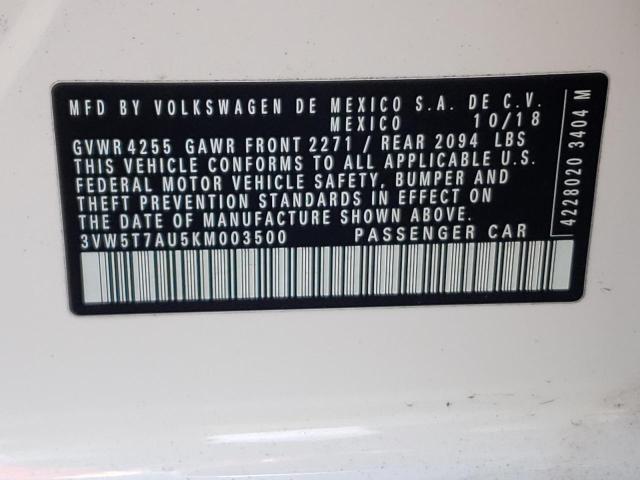 MFD BY VOLKSWAGEN DE MEXICO S.A. DE C.V.
MEXICO 10/18
GVWR 4255 GAWR FRONT 2271 / REAR 2094 LBS
THIS VEHICLE CONFORMS TO ALL APPLICABLE U.S.
FEDERAL MOTOR VEHICLE SAFETY, BUMPER AND
THEFT PREVENTION STANDARDS IN EFFECT ON
THE DATE OF MANUFACTURE SHOWN ABOVE.
3VW5T7AU5KM003500 PASSENGER CAR
4228020 3404 M